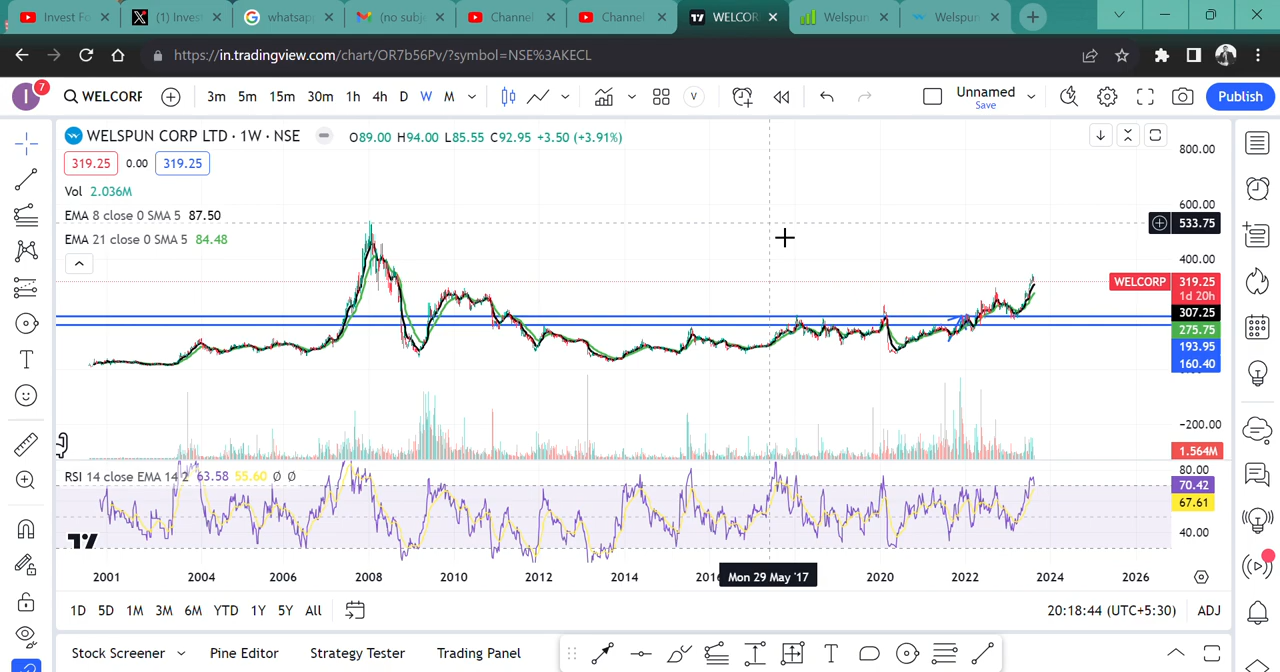 Invest Fo
(1) Invest
whatsap
(no subj
Channel
Channel
WELCOR
Welspun
Welspun
https://in.tradingview.com/chart/OR7b56Pv/?symbol=NSE%3AKECL
I 7 WELCORP 3m 5m 15m 30m 1h 4h D W M V Unnamed Publish
Save
WELSPUN CORP LTD · 1W · NSE O89.00 H94.00 L85.55 C92.95 +3.50 (+3.91%)
319.25 0.00 319.25
Vol 2.036M
EMA 8 close 0 SMA 5 87.50
EMA 21 close 0 SMA 5 84.48
800.00
600.00
533.75
400.00
WELCORP 319.25
1d 20h
307.25
275.75
193.95
160.40
-200.00
1.564M
RSI 14 close EMA 14 2 63.58 55.60 Ø Ø
80.00
70.42
67.61
40.00
2001 2004 2006 2008 2010 2012 2014 2016 Mon 29 May '17 2020 2022 2024 2026
1D 5D 1M 3M 6M YTD 1Y 5Y All 20:18:44 (UTC+5:30) ADJ
Stock Screener Pine Editor Strategy Tester Trading Panel